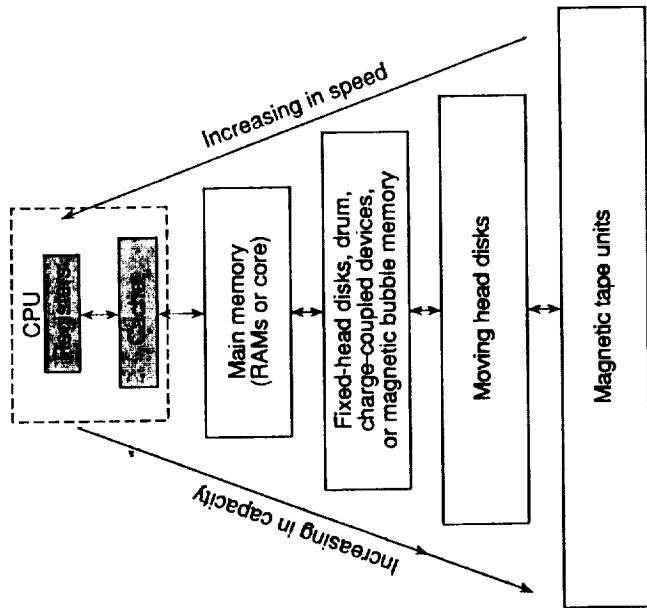 CPU
Registers
Cache
Main memory
(RAMs or core)
Fixed-head disks, drum,
charge-coupled devices,
or magnetic bubble memory
Moving head disks
Magnetic tape units
Increasing in speed
Increasing in capacity